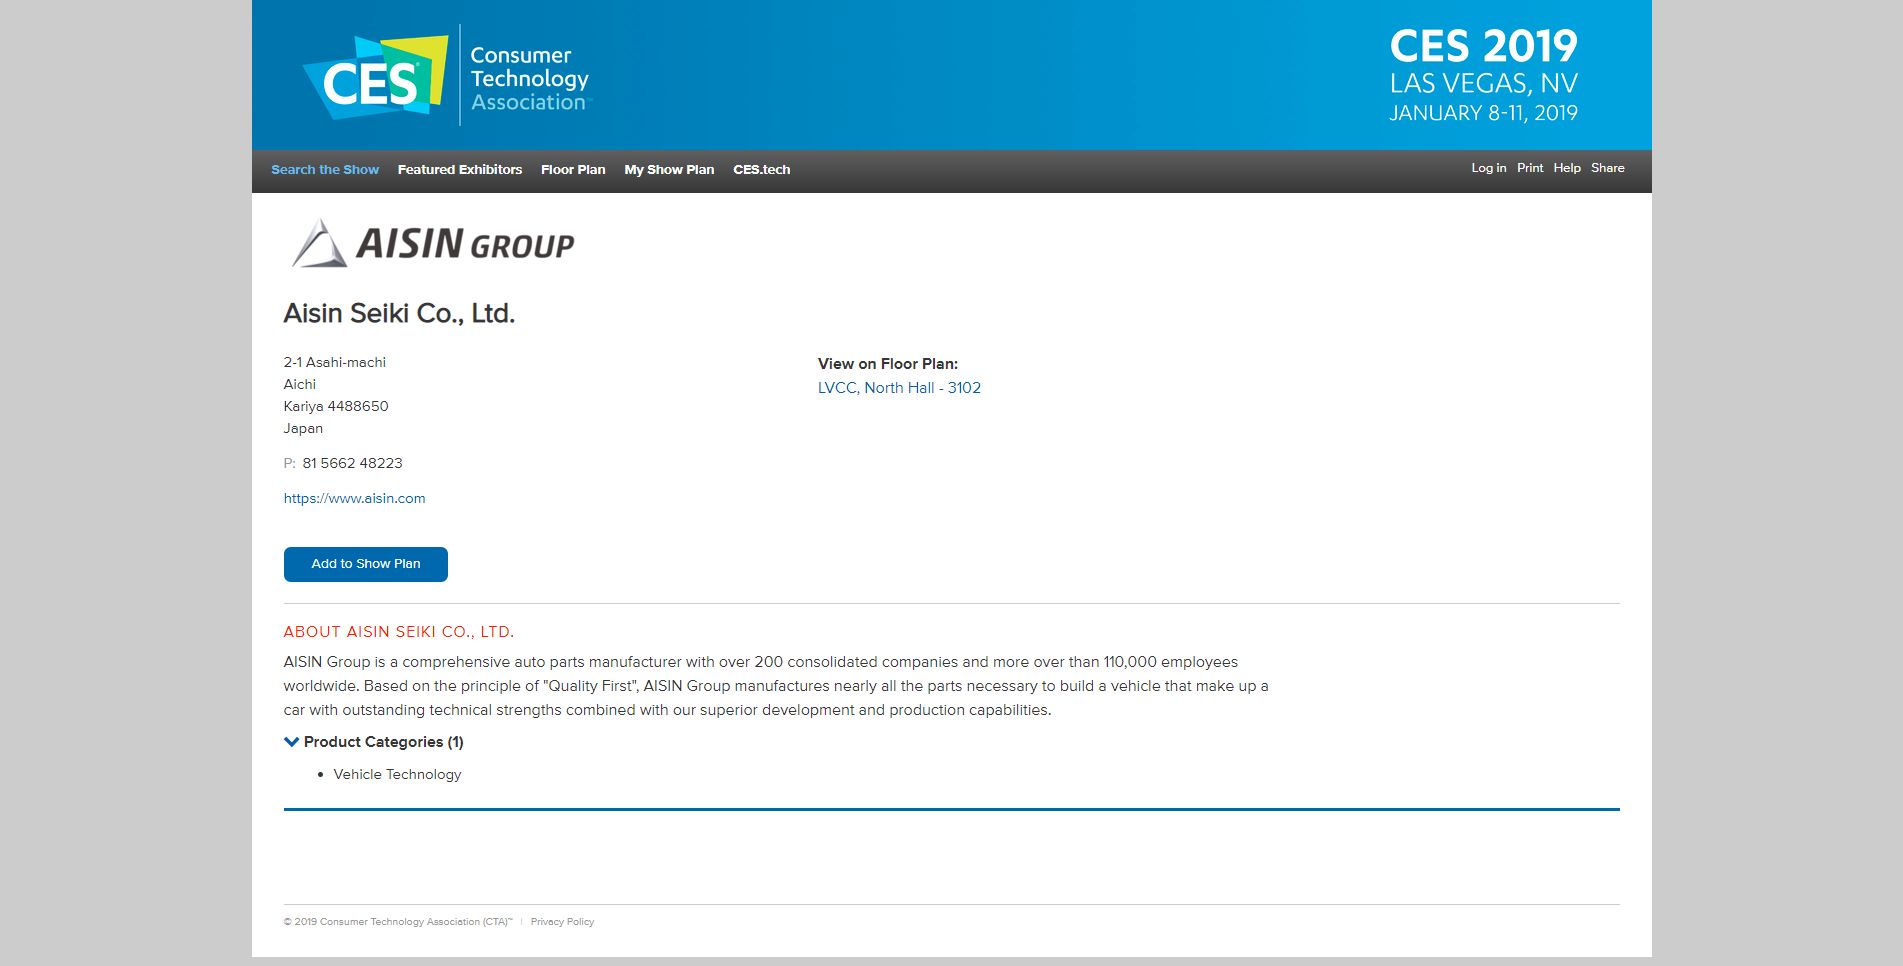 CES
Consumer
Technology
Association™
CES 2019
LAS VEGAS, NV
JANUARY 8-11, 2019
Search the Show Featured Exhibitors Floor Plan My Show Plan CES.tech Log in Print Help Share
AISIN GROUP
Aisin Seiki Co., Ltd.
2-1 Asahi-machi
Aichi
Kariya 4488650
Japan
P: 81 5662 48223
https://www.aisin.com
View on Floor Plan:
LVCC, North Hall - 3102
Add to Show Plan
ABOUT AISIN SEIKI CO., LTD.
AISIN Group is a comprehensive auto parts manufacturer with over 200 consolidated companies and more over than 110,000 employees
worldwide. Based on the principle of "Quality First", AISIN Group manufactures nearly all the parts necessary to build a vehicle that make up a
car with outstanding technical strengths combined with our superior development and production capabilities.
Product Categories (1)
• Vehicle Technology
© 2019 Consumer Technology Association (CTA)™ | Privacy Policy